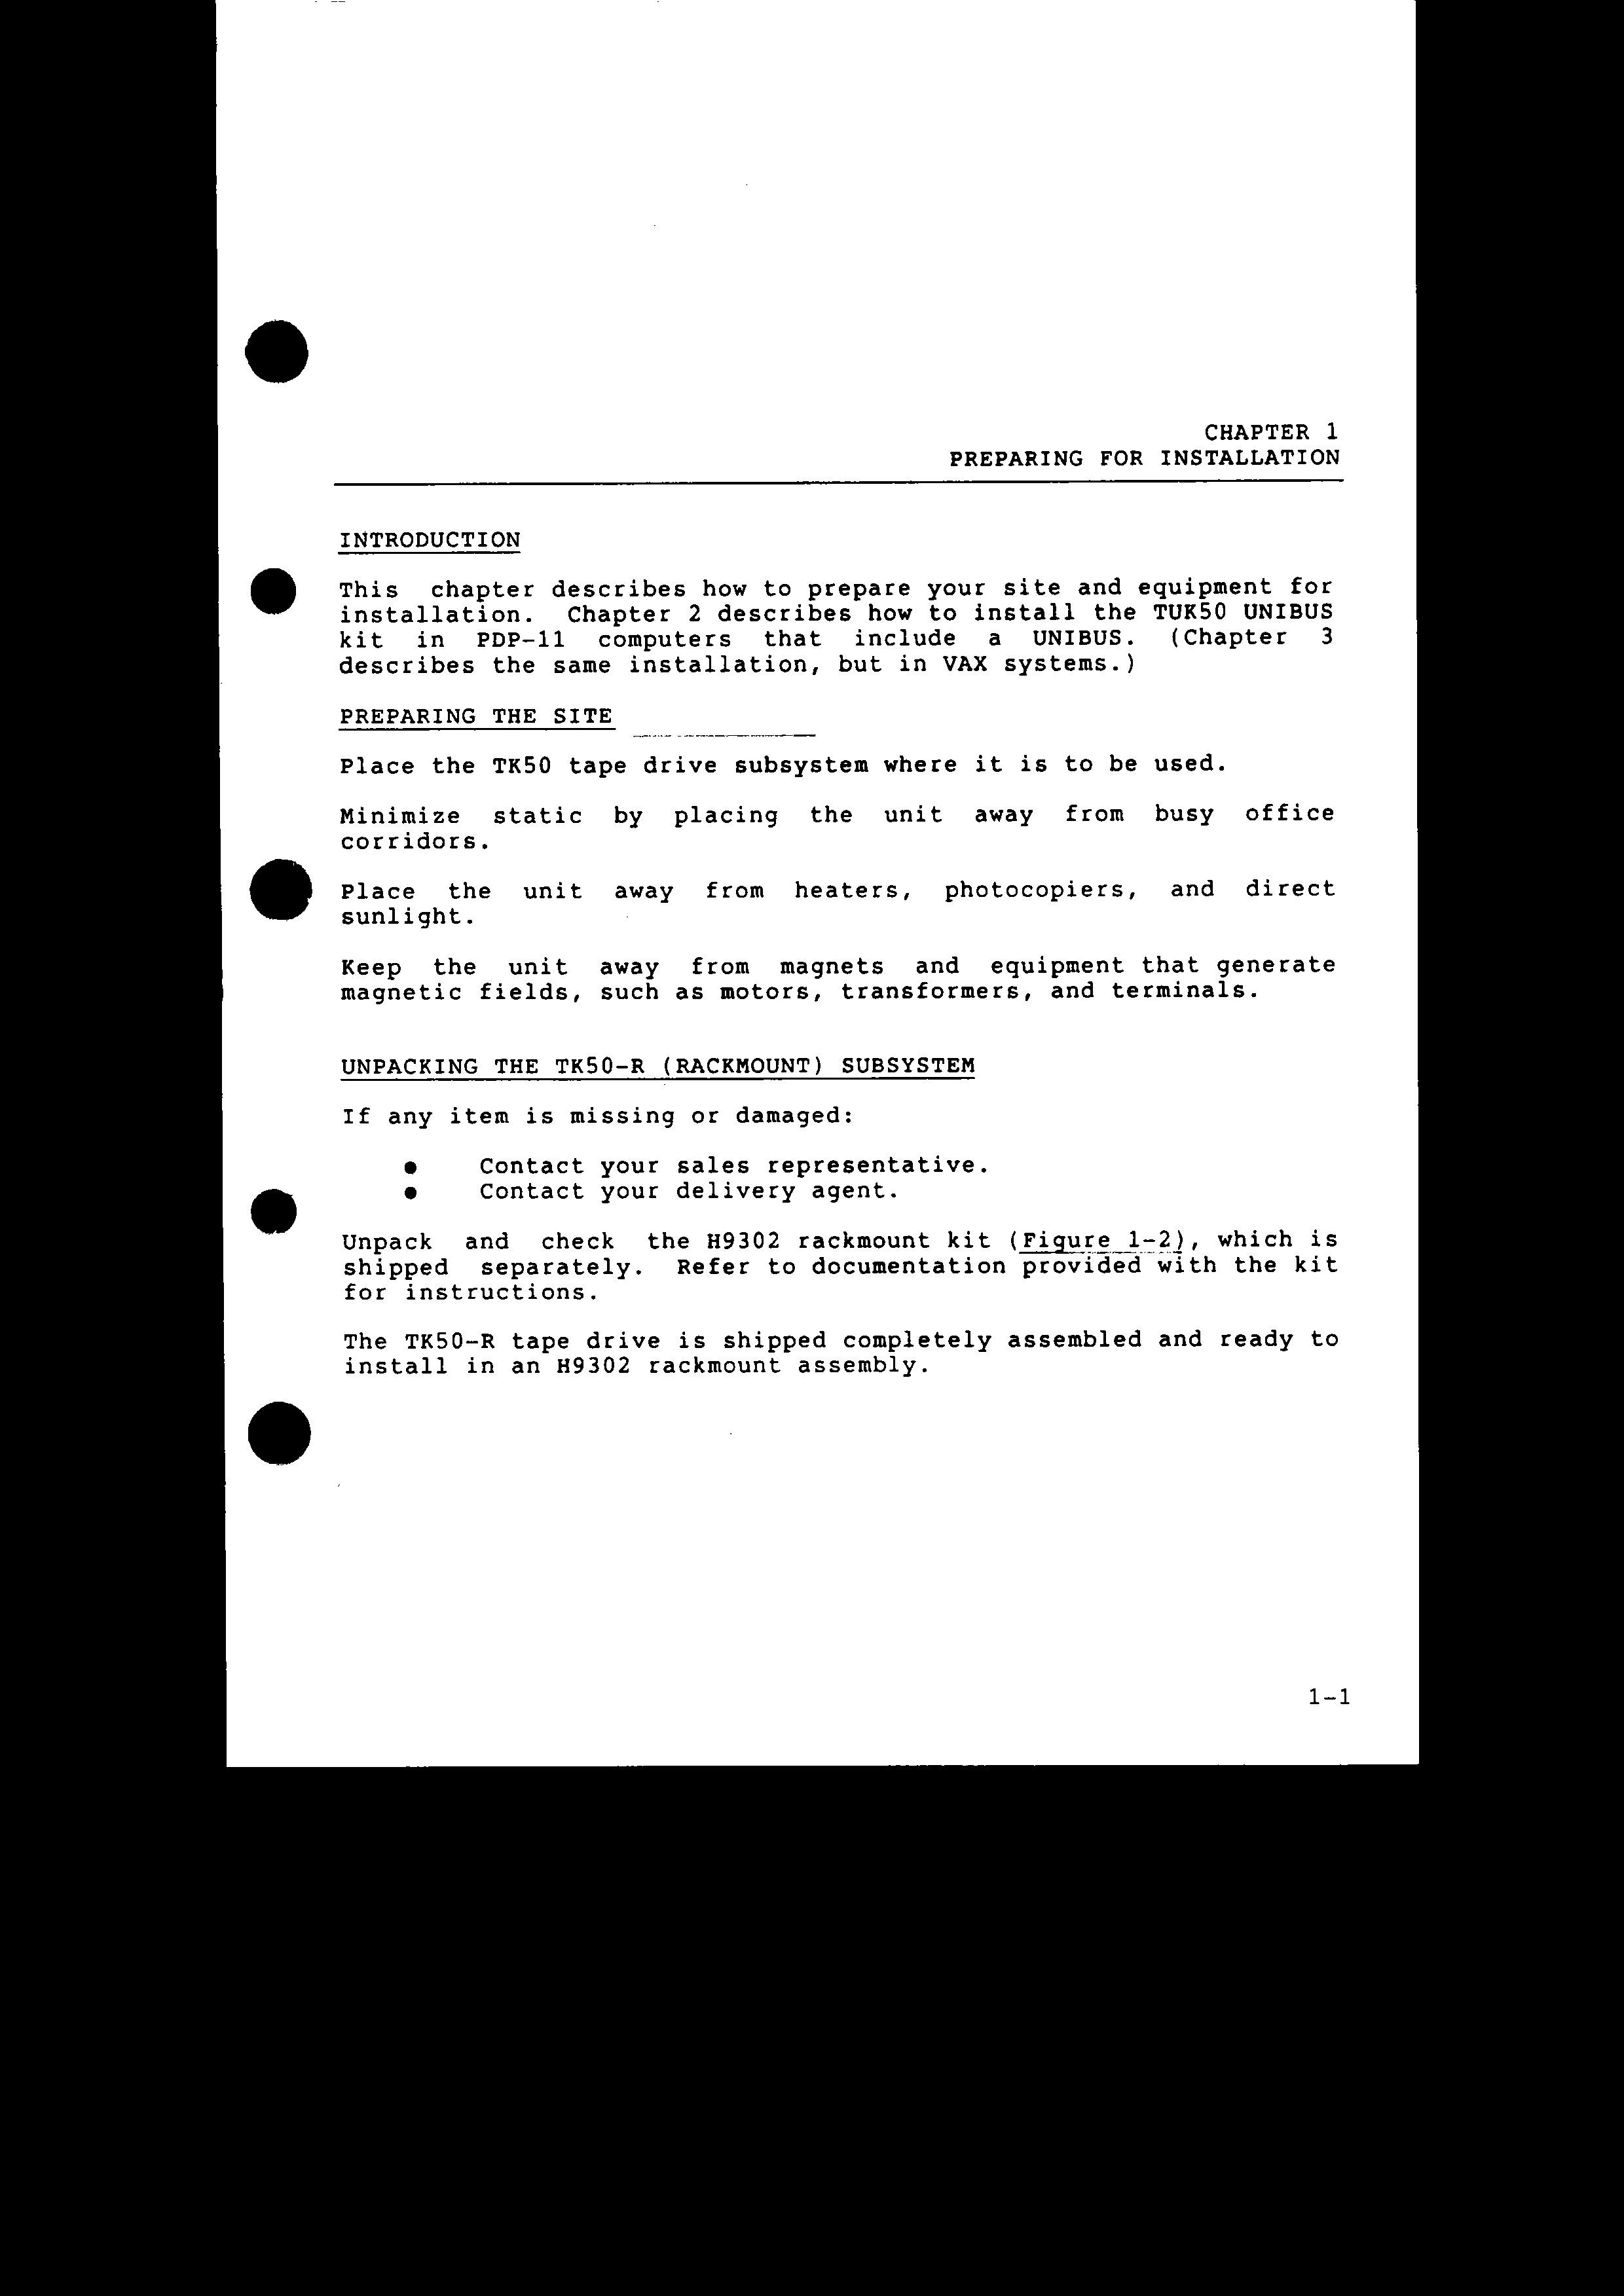 CHAPTER 1
PREPARING FOR INSTALLATION
INTRODUCTION
This chapter describes how to prepare your site and equipment for
installation. Chapter 2 describes how to install the TUK50 UNIBUS
kit in PDP-11 computers that include a UNIBUS. (Chapter 3
describes the same installation, but in VAX systems.)
PREPARING THE SITE
Place the TK50 tape drive subsystem where it is to be used.
Minimize static by placing the unit away from busy office
corridors.
Place the unit away from heaters, photocopiers, and direct
sunlight.
Keep the unit away from magnets and equipment that generate
magnetic fields, such as motors, transformers, and terminals.
UNPACKING THE TK50-R (RACKMOUNT) SUBSYSTEM
If any item is missing or damaged:
● Contact your sales representative.
● Contact your delivery agent.
Unpack and check the H9302 rackmount kit (Figure 1-2), which is
shipped separately. Refer to documentation provided with the kit
for instructions.
The TK50-R tape drive is shipped completely assembled and ready to
install in an H9302 rackmount assembly.
1-1